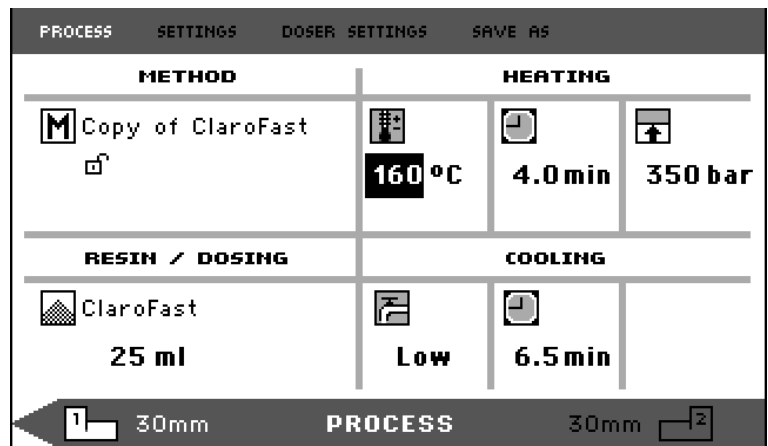 PROCESS SETTINGS DOSER SETTINGS SAVE AS
METHOD HEATING
M Copy of ClaroFast
160 ºC 4.0 min 350 bar
RESIN / DOSING COOLING
ClaroFast
25 ml Low 6.5 min
1 30mm PROCESS 30mm 2